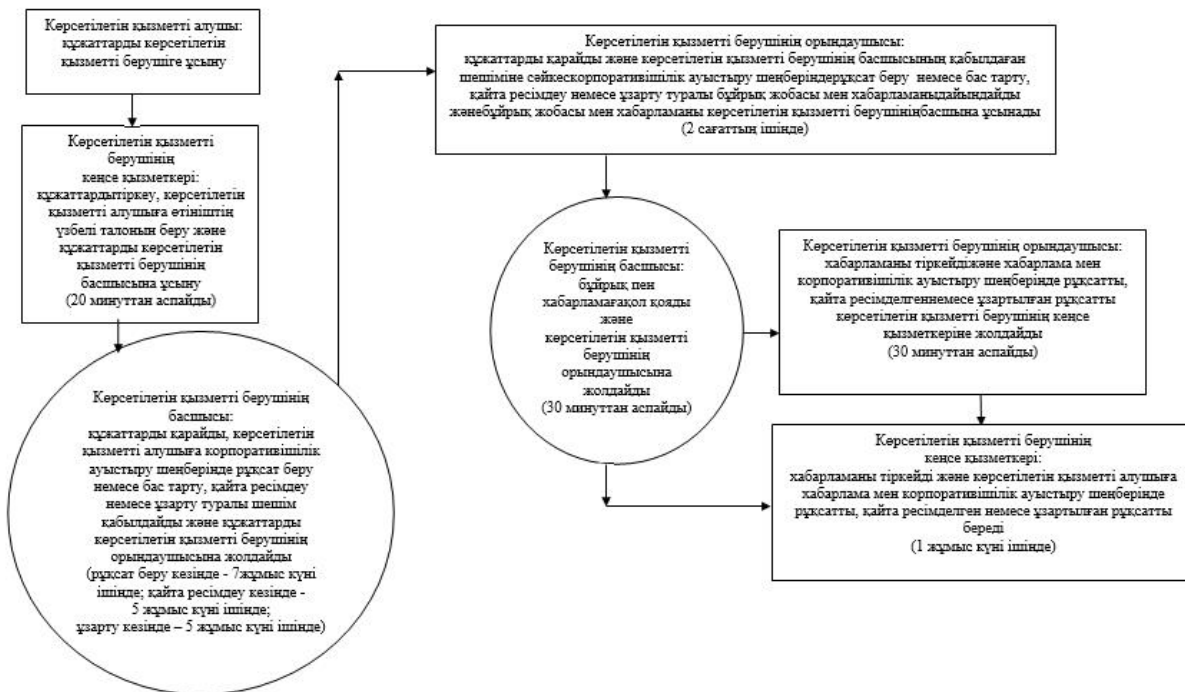 Көрсетілетін қызметті алушы:
құжаттарды көрсетілетін
қызметті берушіге ұсыну
Көрсетілетін қызметті
берушінің
кеңсе қызметкері:
құжаттардытіркеу, көрсетілетін
қызметті алушыға өтініштің
үзбелі талонын беру және
құжаттарды көрсетілетін
қызметті берушінің
басшысына ұсыну
(20 минуттан аспайды)
Көрсетілетін қызметті берушінің
басшысы:
құжаттарды қарайды, көрсетілетін
қызметті алушыға корпоративішілік
ауыстыру шеңберінде рұқсат беру
немесе бас тарту, қайта ресімдеу
немесе ұзарту туралы шешім
қабылдайды және құжаттарды
көрсетілетін қызметті берушінің
орындаушысына жолдайды
(рұқсат беру кезінде - 7жұмыс күні
ішінде; қайта ресімдеу кезінде -
5 жұмыс күні ішінде;
ұзарту кезінде – 5 жұмыс күні ішінде)
Көрсетілетін қызметті берушінің орындаушысы:
құжаттарды қарайды және көрсетілетін қызметті берушінің басшысының қабылдаған
шешіміне сәйкескорпоративішілік ауыстыру шеңберіндерұқсат беру немесе бас тарту,
қайта ресімдеу немесе ұзарту туралы бұйрық жобасы мен хабарламаныдайындайды
жәнебұйрық жобасы мен хабарламаны көрсетілетін қызметті берушініңбасшына ұсынады
(2 сағаттың ішінде)
Көрсетілетін қызметті
берушінің басшысы:
бұйрық пен
хабарламағақол қояды
және
көрсетілетін қызметті
берушінің
орындаушысына
жолдайды
(30 минуттан аспайды)
Көрсетілетін қызметті берушінің орындаушысы:
хабарламаны тіркейдіжәне хабарлама мен
корпоративішілік ауыстыру шеңберінде рұқсатты,
қайта ресімделгеннемесе ұзартылған рұқсатты
көрсетілетін қызметті берушінің кеңсе
қызметкеріне жолдайды
(30 минуттан аспайды)
Көрсетілетін қызметті берушінің
кеңсе қызметкері:
хабарламаны тіркейді және көрсетілетін қызметті алушыға
хабарлама мен корпоративішілік ауыстыру шеңберінде
рұқсатты, қайта ресімделген немесе ұзартылған рұқсатты
береді
(1 жұмыс күні ішінде)